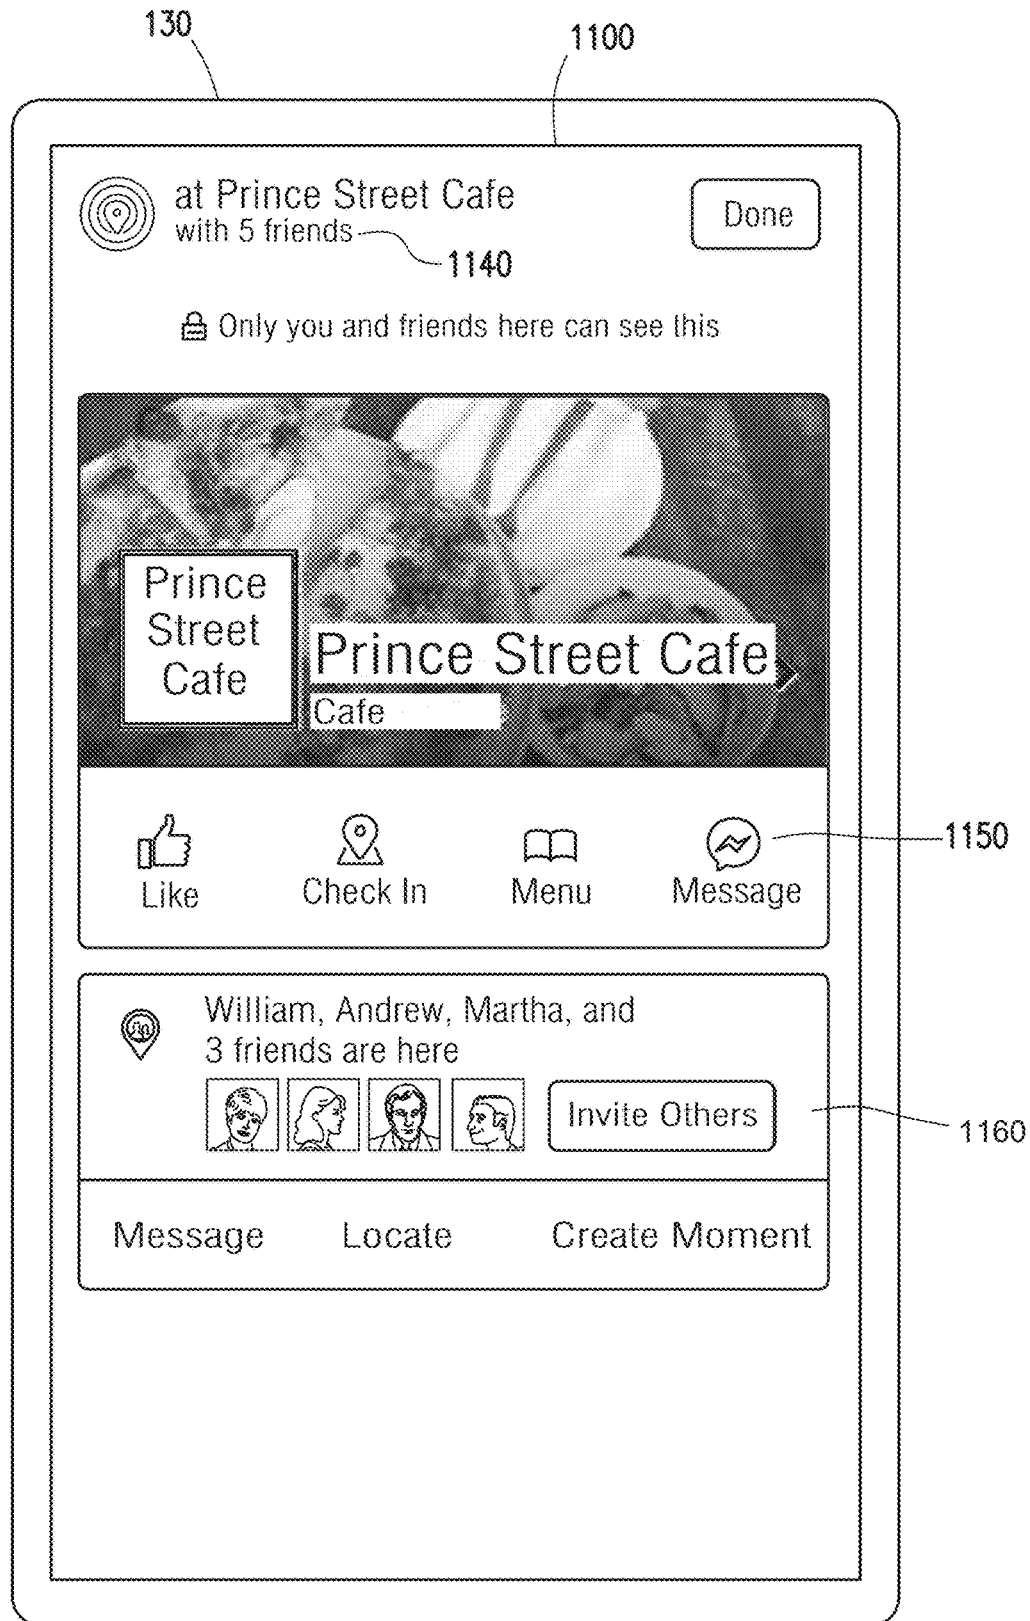 130
1100
at Prince Street Cafe
Done
with 5 friends
1140
Only you and friends here can see this
Prince
Street
Cafe
Prince Street Cafe
Cafe
Like
Check In
Menu
Message
1150
William, Andrew, Martha, and
3 friends are here
Invite Others
1160
Message
Locate
Create Moment